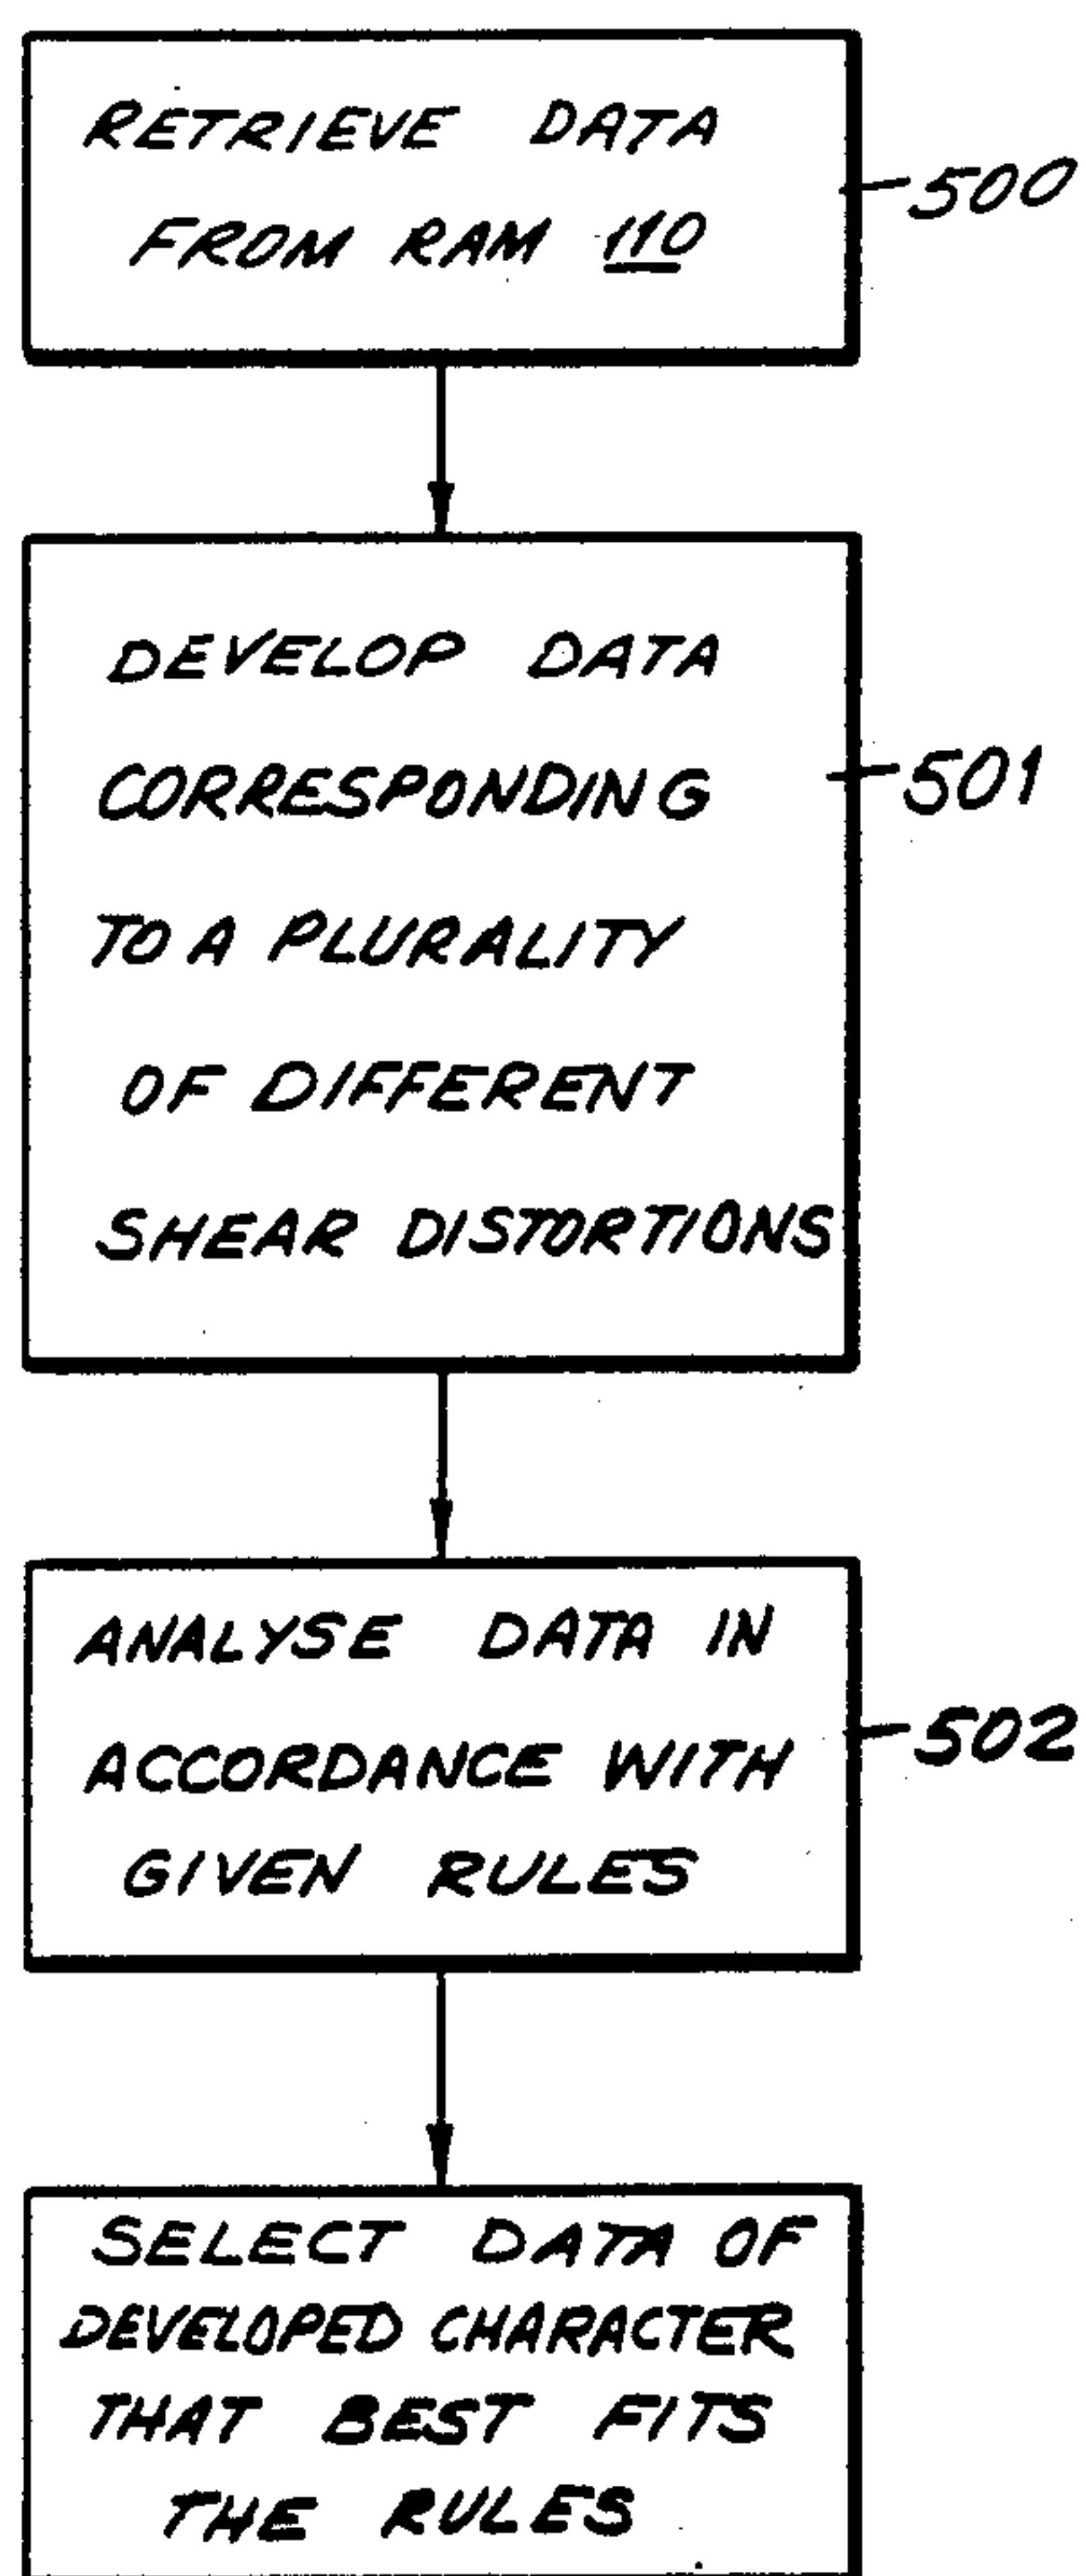 RETRIEVE DATA
FROM RAM 110
500
DEVELOP DATA
CORRESPONDING
501
TO A PLURALITY
OF DIFFERENT
SHEAR DISTORTIONS
ANALYSE DATA IN
ACCORDANCE WITH
502
GIVEN RULES
SELECT DATA OF
DEVELOPED CHARACTER
THAT BEST FITS
THE RULES